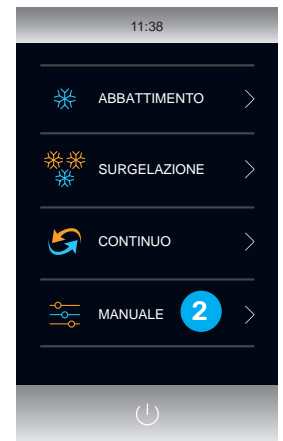 11:38
ABBATTIMENTO
SURGELAZIONE
CONTINUO
MANUALE 2